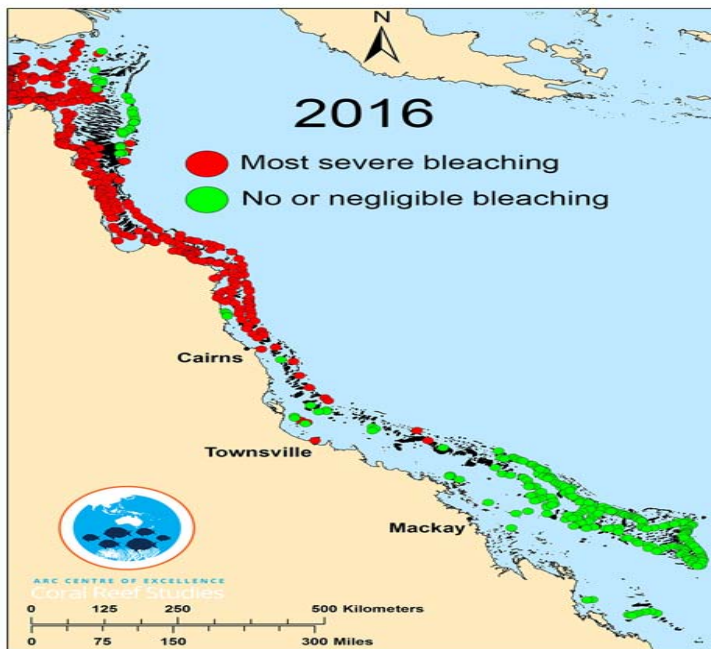 N
2016
Most severe bleaching
No or negligible bleaching
Cairns
Townsville
Mackay
ARC CENTRE OF EXCELLENCE
Coral Reef Studies
0 125 250 500 Kilometers
0 75 150 300 Miles